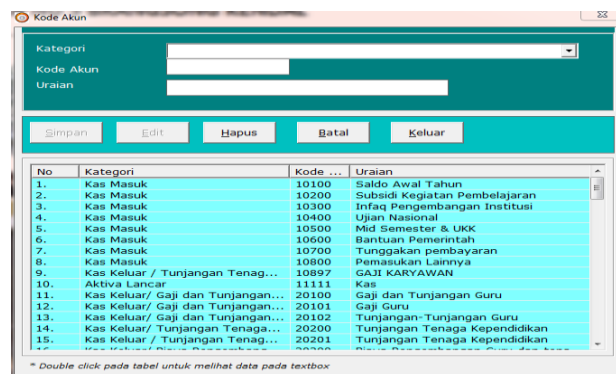 Kode Akun
Kategori
Kode Akun
Uraian
Simpan Edit Hapus Batal Keluar
No Kategori Kode ... Uraian
1. Kas Masuk 10100 Saldo Awal Tahun
2. Kas Masuk 10200 Subsidi Kegiatan Pembelajaran
3. Kas Masuk 10300 Infaq Pengembangan Institusi
4. Kas Masuk 10400 Ujian Nasional
5. Kas Masuk 10500 Mid Semester & UKK
6. Kas Masuk 10600 Bantuan Pemerintah
7. Kas Masuk 10700 Tunggakan pembayaran
8. Kas Masuk 10800 Pemasukan Lainnya
9. Kas Keluar / Tunjangan Tenag... 10897 GAJI KARYAWAN
10. Aktiva Lancar 11111 Kas
11. Kas Keluar/ Gaji dan Tunjangan... 20100 Gaji dan Tunjangan Guru
12. Kas Keluar/ Gaji dan Tunjangan... 20101 Gaji Guru
13. Kas Keluar/ Gaji dan Tunjangan... 20102 Tunjangan-Tunjangan Guru
14. Kas Keluar/ Tunjangan Tenaga... 20200 Tunjangan Tenaga Kependidikan
15. Kas Keluar / Tunjangan Tenaga... 20201 Tunjangan Tenaga Kependidikan
* Double click pada tabel untuk melihat data pada textbox